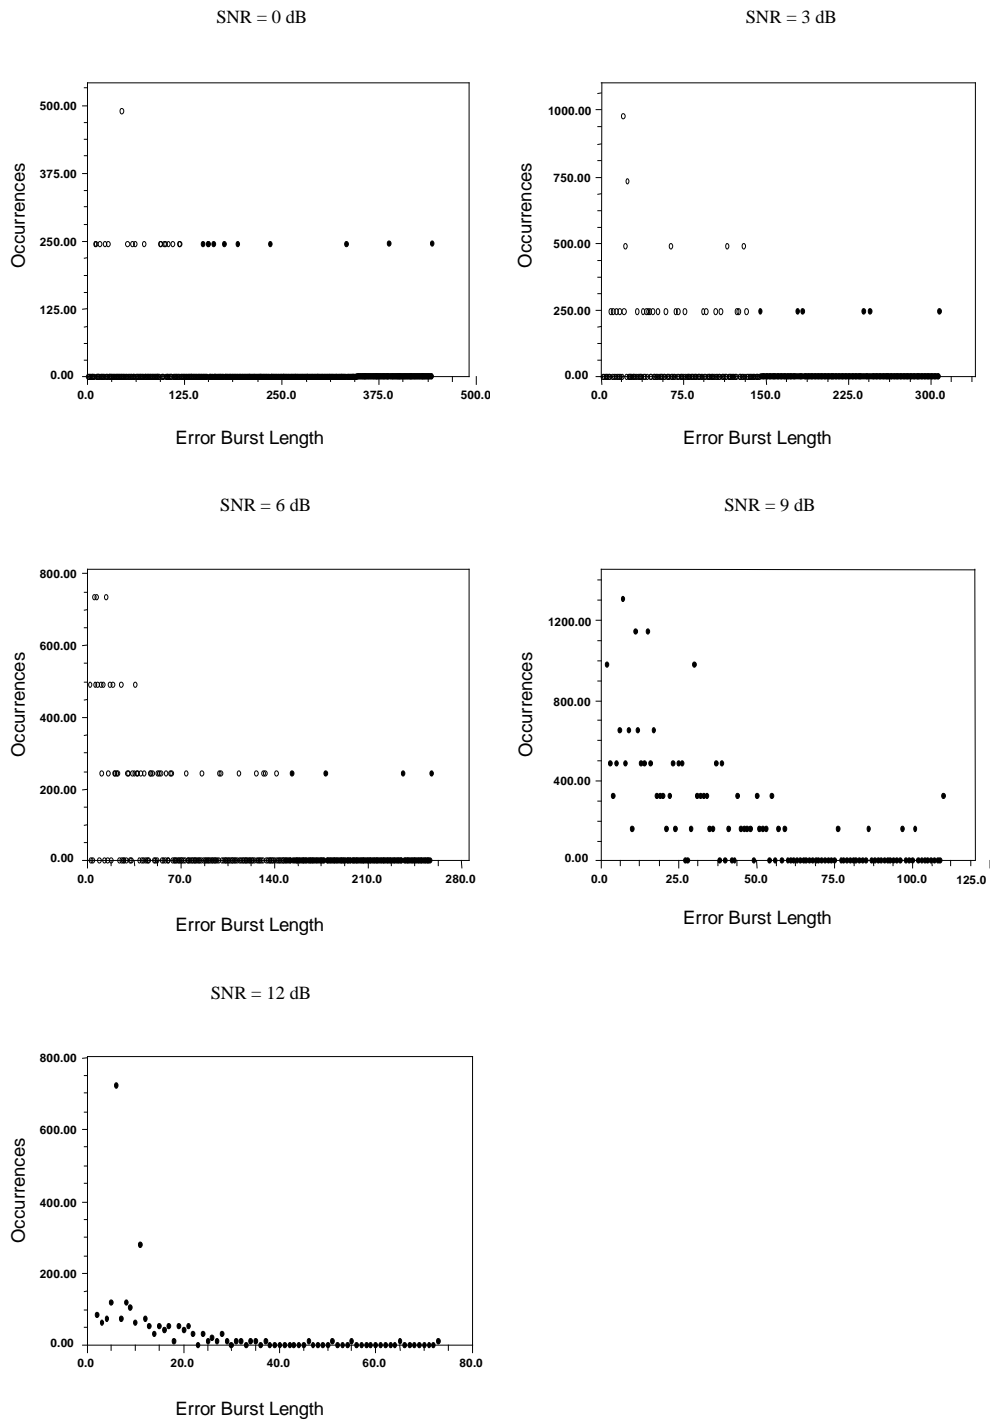 SNR = 0 dB
500.00
375.00
250.00
125.00
0.00
0.0 125.0 250.0 375.0 500.0
Occurrences
Error Burst Length
SNR = 3 dB
1000.00
750.00
500.00
250.00
0.00
0.0 75.0 150.0 225.0 300.0
Occurrences
Error Burst Length
SNR = 6 dB
800.00
600.00
400.00
200.00
0.00
0.0 70.0 140.0 210.0 280.0
Occurrences
Error Burst Length
SNR = 9 dB
1200.00
800.00
400.00
0.00
0.0 25.0 50.0 75.0 100.0 125.0
Occurrences
Error Burst Length
SNR = 12 dB
800.00
600.00
400.00
200.00
0.00
0.0 20.0 40.0 60.0 80.0
Occurrences
Error Burst Length